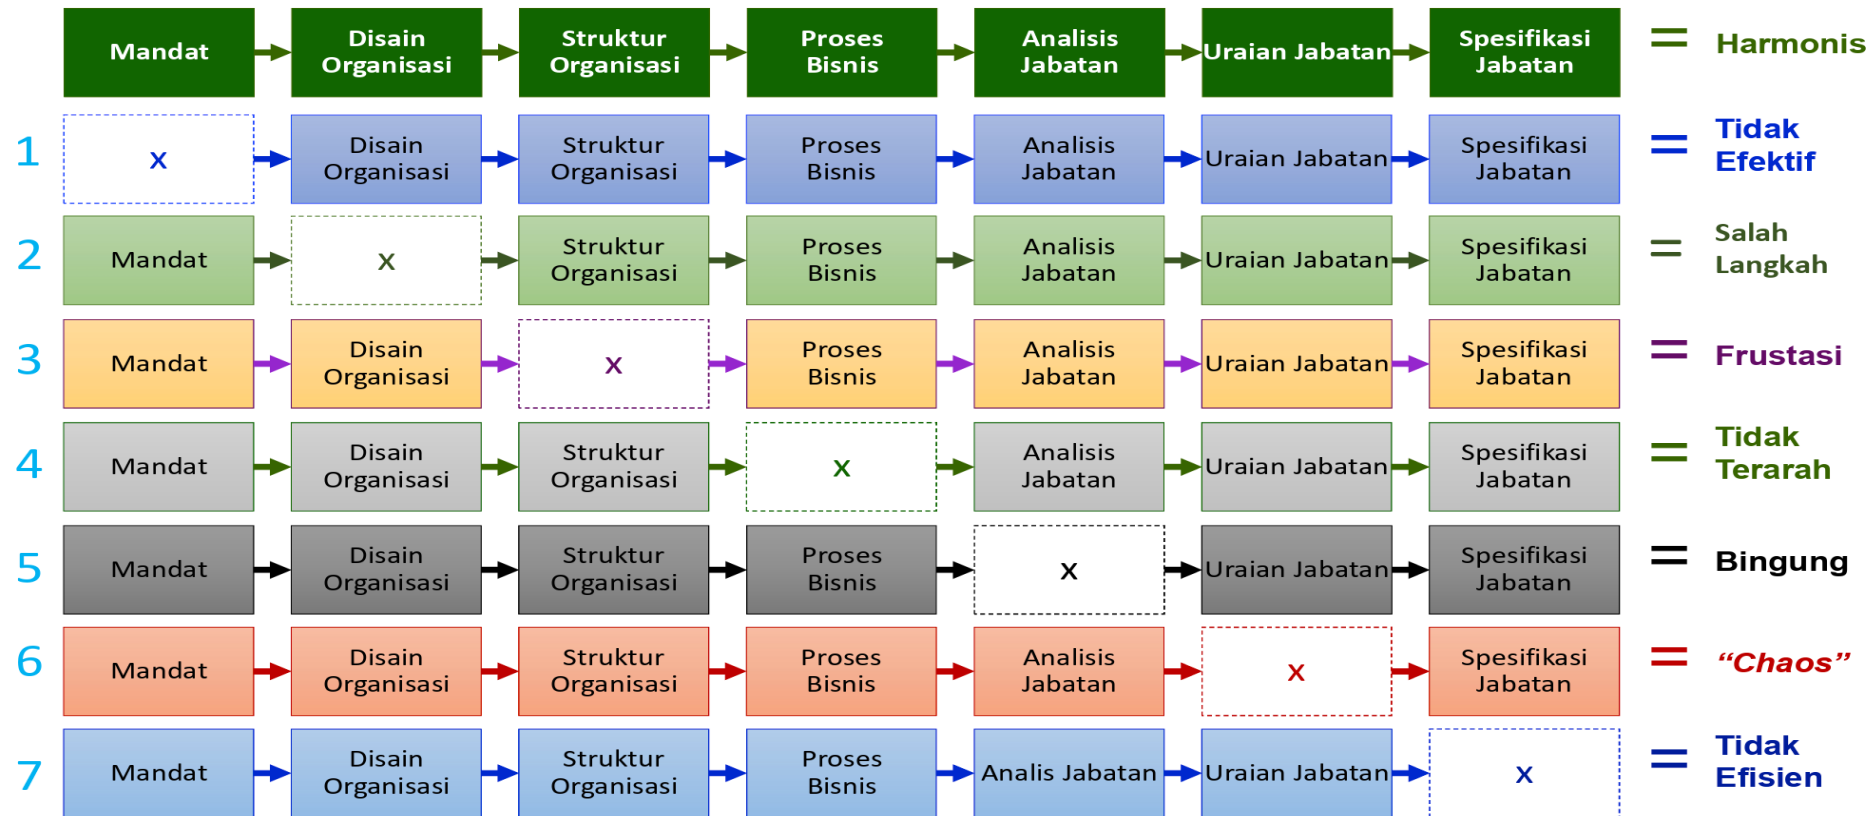 Mandat
Disain
Organisasi
Struktur
Organisasi
Proses
Bisnis
Analisis
Jabatan
Uraian Jabatan
Spesifikasi
Jabatan
= Harmonis
1
x
Disain
Organisasi
Struktur
Organisasi
Proses
Bisnis
Analisis
Jabatan
Uraian Jabatan
Spesifikasi
Jabatan
= Tidak
Efektif
2
Mandat
x
Struktur
Organisasi
Proses
Bisnis
Analisis
Jabatan
Uraian Jabatan
Spesifikasi
Jabatan
= Salah
Langkah
3
Mandat
Disain
Organisasi
x
Proses
Bisnis
Analisis
Jabatan
Uraian Jabatan
Spesifikasi
Jabatan
= Frustasi
4
Mandat
Disain
Organisasi
Struktur
Organisasi
x
Analisis
Jabatan
Uraian Jabatan
Spesifikasi
Jabatan
= Tidak
Terarah
5
Mandat
Disain
Organisasi
Struktur
Organisasi
Proses
Bisnis
x
Uraian Jabatan
Spesifikasi
Jabatan
= Bingung
6
Mandat
Disain
Organisasi
Struktur
Organisasi
Proses
Bisnis
Analisis
Jabatan
x
Spesifikasi
Jabatan
= “Chaos”
7
Mandat
Disain
Organisasi
Struktur
Organisasi
Proses
Bisnis
Analis Jabatan
Uraian Jabatan
x
= Tidak
Efisien